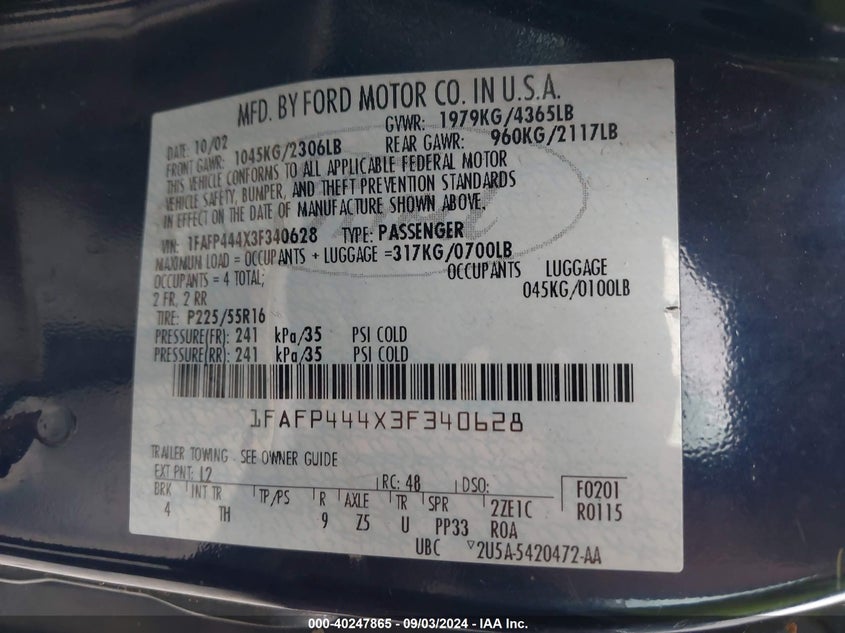 MFD. BY FORD MOTOR CO. IN U.S.A.
DATE: 10/02 GVWR: 1979KG/4365LB
FRONT GAWR: 1045KG/2306LB REAR GAWR: 960KG/2117LB
THIS VEHICLE CONFORMS TO ALL APPLICABLE FEDERAL MOTOR
VEHICLE SAFETY, BUMPER, AND THEFT PREVENTION STANDARDS
IN EFFECT ON THE DATE OF MANUFACTURE SHOWN ABOVE.
VIN: 1FAFP444X3F340628 TYPE: PASSENGER
MAXIMUM LOAD = OCCUPANTS + LUGGAGE =317KG/0700LB
OCCUPANTS = 4 TOTAL; OCCUPANTS LUGGAGE
2 FR, 2 RR 045KG/0100LB
TIRE: P225/55R16
PRESSURE(FR): 241 kPa/35 PSI COLD
PRESSURE(RR): 241 kPa/35 PSI COLD
1FAFP444X3F340628
TRAILER TOWING - SEE OWNER GUIDE
EXT PNT: L2 RC: 48 DSO: F0201
BRK INT TR TP/PS R AXLE TR SPR 2ZE1C R0115
4 TH 9 Z5 U PP33 ROA
UBC ▽2U5A-5420472-AA
000-40247865 - 09/03/2024 - IAA Inc.